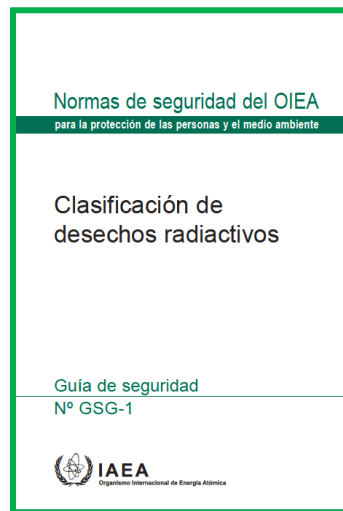 Normas de seguridad del OIEA
para la protección de las personas y el medio ambiente
Clasificación de
desechos radiactivos
Guía de seguridad
Nº GSG-1
IAEA
Organismo Internacional de Energía Atómica